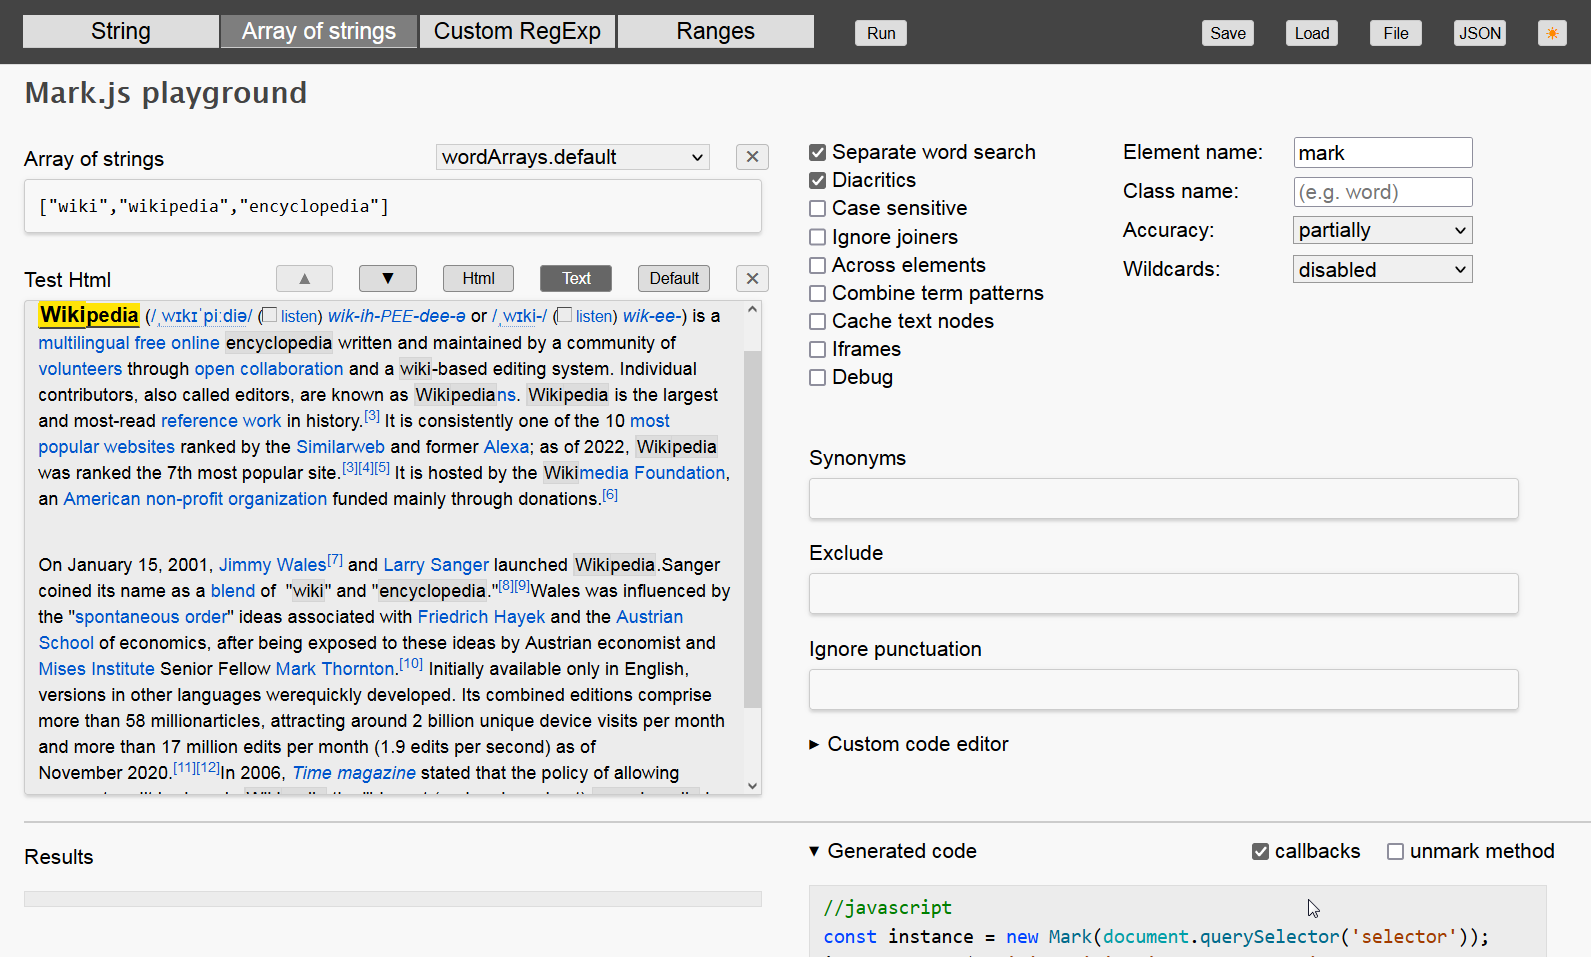 String Array of strings Custom RegExp Ranges Run Save Load File JSON
Mark.js playground
Array of strings wordArrays.default
["wiki","wikipedia","encyclopedia"]
Test Html ▲ ▼ Html Text Default
Wikipedia (/ˌwɪkɪˈpiːdiə/ (listen) wik-ih-PEE-dee-ə or /ˌwɪki-/ (listen) wik-ee-) is a
multilingual free online encyclopedia written and maintained by a community of
volunteers through open collaboration and a wiki-based editing system. Individual
contributors, also called editors, are known as Wikipedians. Wikipedia is the largest
and most-read reference work in history.[3] It is consistently one of the 10 most
popular websites ranked by the Similarweb and former Alexa; as of 2022, Wikipedia
was ranked the 7th most popular site.[3][4][5] It is hosted by the Wikimedia Foundation,
an American non-profit organization funded mainly through donations.[6]
On January 15, 2001, Jimmy Wales[7] and Larry Sanger launched Wikipedia.Sanger
coined its name as a blend of "wiki" and "encyclopedia."[8][9]Wales was influenced by
the "spontaneous order" ideas associated with Friedrich Hayek and the Austrian
School of economics, after being exposed to these ideas by Austrian economist and
Mises Institute Senior Fellow Mark Thornton.[10] Initially available only in English,
versions in other languages werequickly developed. Its combined editions comprise
more than 58 millionarticles, attracting around 2 billion unique device visits per month
and more than 17 million edits per month (1.9 edits per second) as of
November 2020.[11][12]In 2006, Time magazine stated that the policy of allowing
Results
Separate word search
Diacritics
Case sensitive
Ignore joiners
Across elements
Combine term patterns
Cache text nodes
Iframes
Debug
Element name: mark
Class name: (e.g. word)
Accuracy: partially
Wildcards: disabled
Synonyms
Exclude
Ignore punctuation
▸ Custom code editor
▼ Generated code callbacks unmark method
//javascript
const instance = new Mark(document.querySelector('selector'));